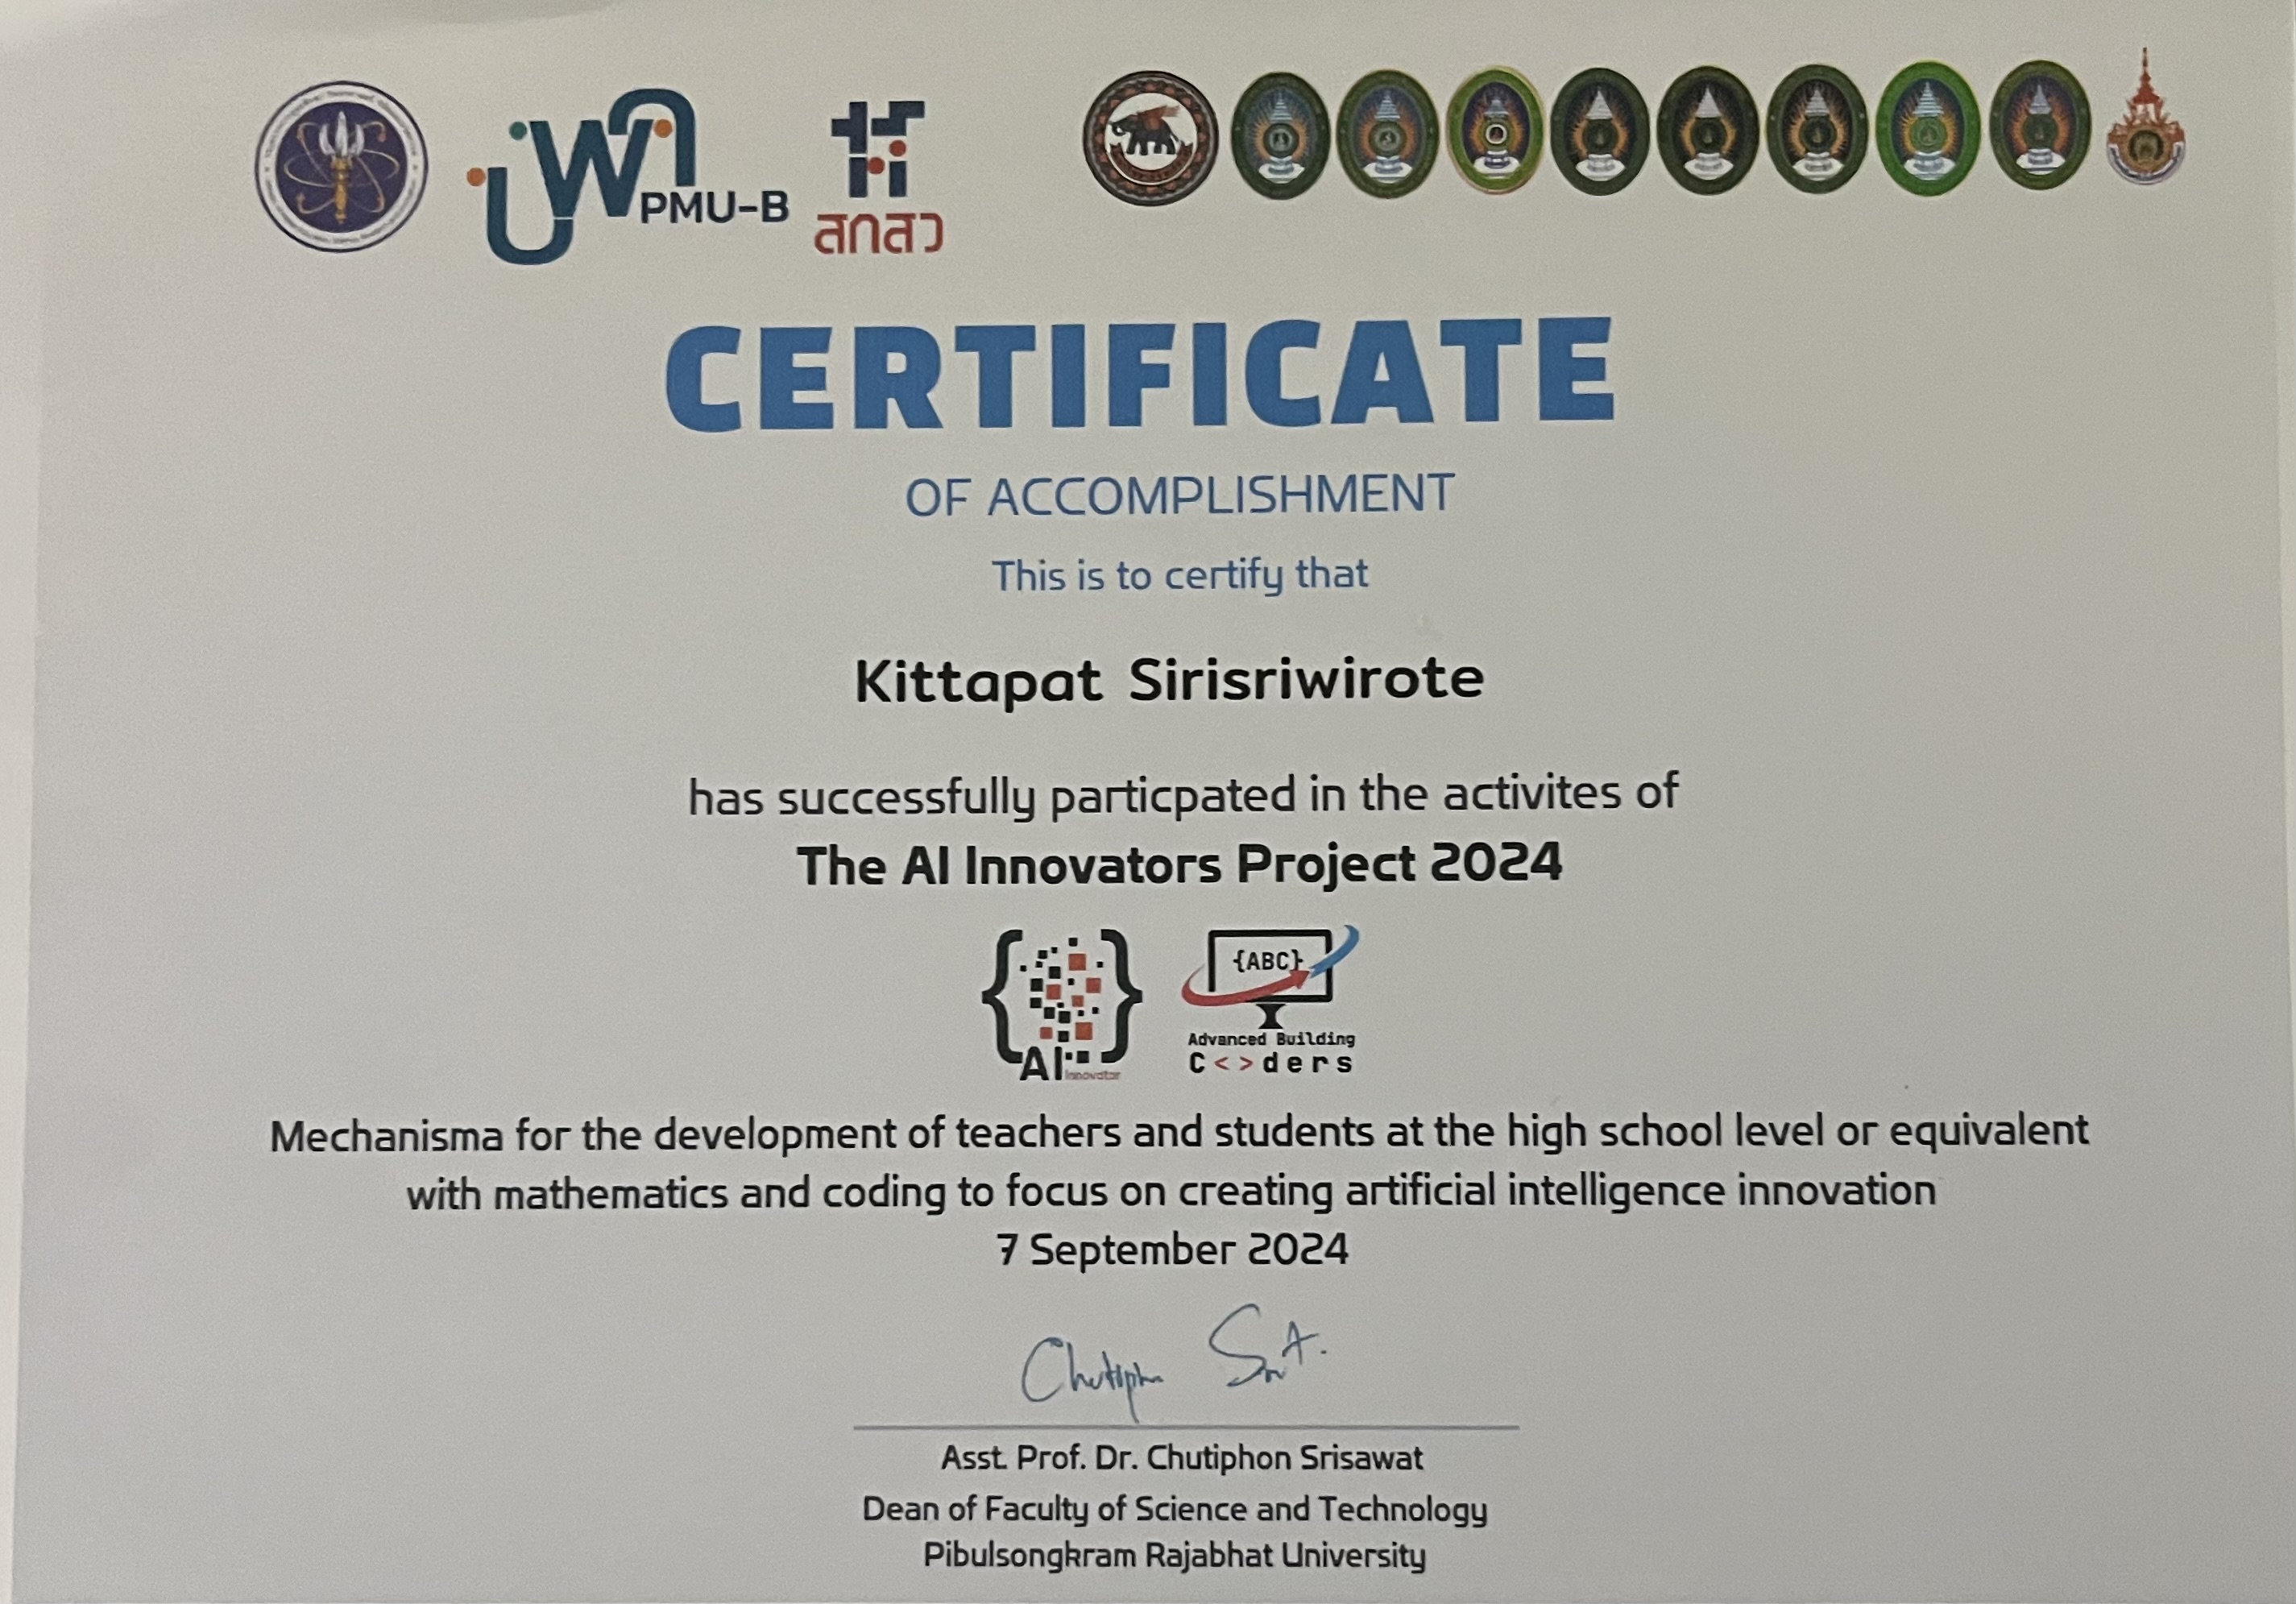 บพค
PMU-B
สกสว
CERTIFICATE
OF ACCOMPLISHMENT
This is to certify that
Kittapat Sirisriwirote
has successfully particpated in the activites of
The AI Innovators Project 2024
AI Innovator
{ABC}
Advanced Building
C<>ders
Mechanisma for the development of teachers and students at the high school level or equivalent
with mathematics and coding to focus on creating artificial intelligence innovation
7 September 2024
Asst. Prof. Dr. Chutiphon Srisawat
Dean of Faculty of Science and Technology
Pibulsongkram Rajabhat University